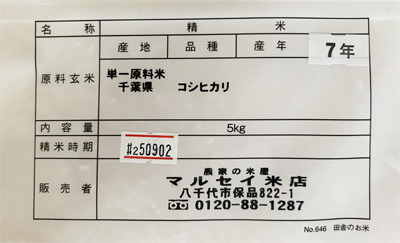 名称 精米
産地 品種 産年 7年
原料玄米 単一原料米
千葉県 コシヒカリ
内容量 5kg
精米時期 #250902
農家の米屋
販売者 マルセイ米店
八千代市保品822-1
0120-88-1287
No.646 田舎のお米